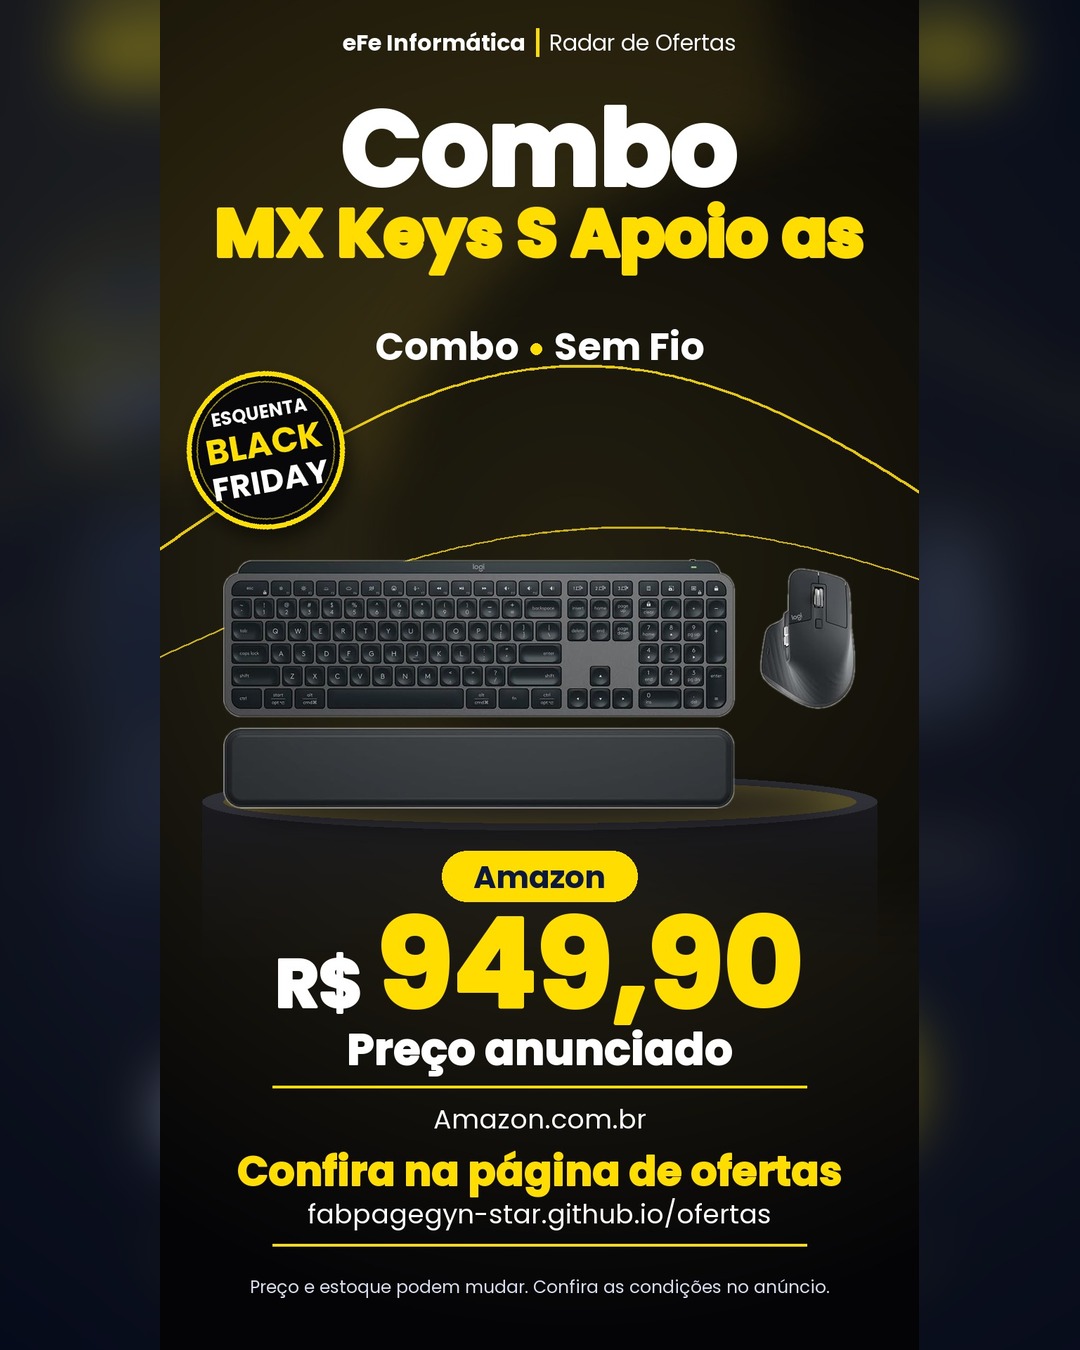 eFe Informática | Radar de Ofertas
Combo
MX Keys S Apoio as
Combo • Sem Fio
ESQUENTA
BLACK
FRIDAY
logi
logi
Amazon
R$ 949,90
Preço anunciado
Amazon.com.br
Confira na página de ofertas
fabpagegyn-star.github.io/ofertas
Preço e estoque podem mudar. Confira as condições no anúncio.